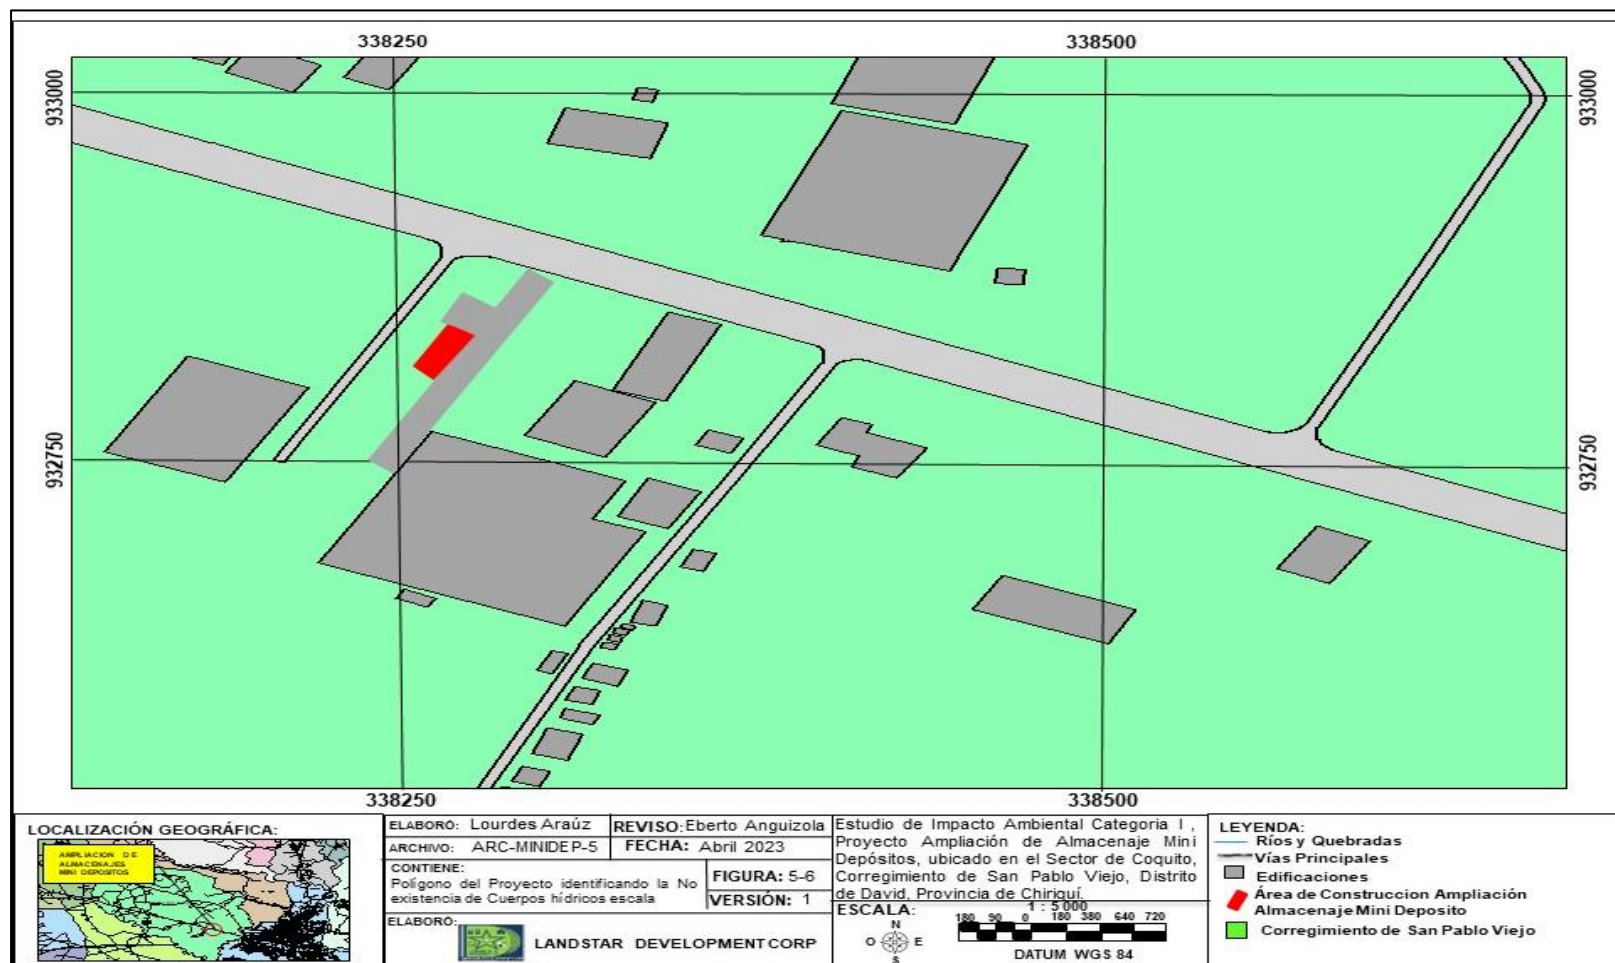 338250 338500
933000 933000
932750 932750
338250 338500
LOCALIZACIÓN GEOGRÁFICA:
AMPLIACION DE
ALMACENAJES
MINI DEPOSITOS
ELABORÓ: Lourdes Araúz
REVISO: Eberto Anguizola
ARCHIVO: ARC-MINIDEP-5
FECHA: Abril 2023
CONTIENE:
Polígono del Proyecto identificando la No
existencia de Cuerpos hídricos escala
FIGURA: 5-6
VERSIÓN: 1
ELABORÓ:
LANDSTAR DEVELOPMENT CORP
Estudio de Impacto Ambiental Categoria I ,
Proyecto Ampliación de Almacenaje Mini
Depósitos, ubicado en el Sector de Coquito,
Corregimiento de San Pablo Viejo, Distrito
de David, Provincia de Chiriquí.
ESCALA:
1 : 5 000
180 90 0 180 380 640 720
N
O E
S
DATUM WGS 84
LEYENDA:
Ríos y Quebradas
Vías Principales
Edificaciones
Área de Construccion Ampliación
Almacenaje Mini Deposito
Corregimiento de San Pablo Viejo